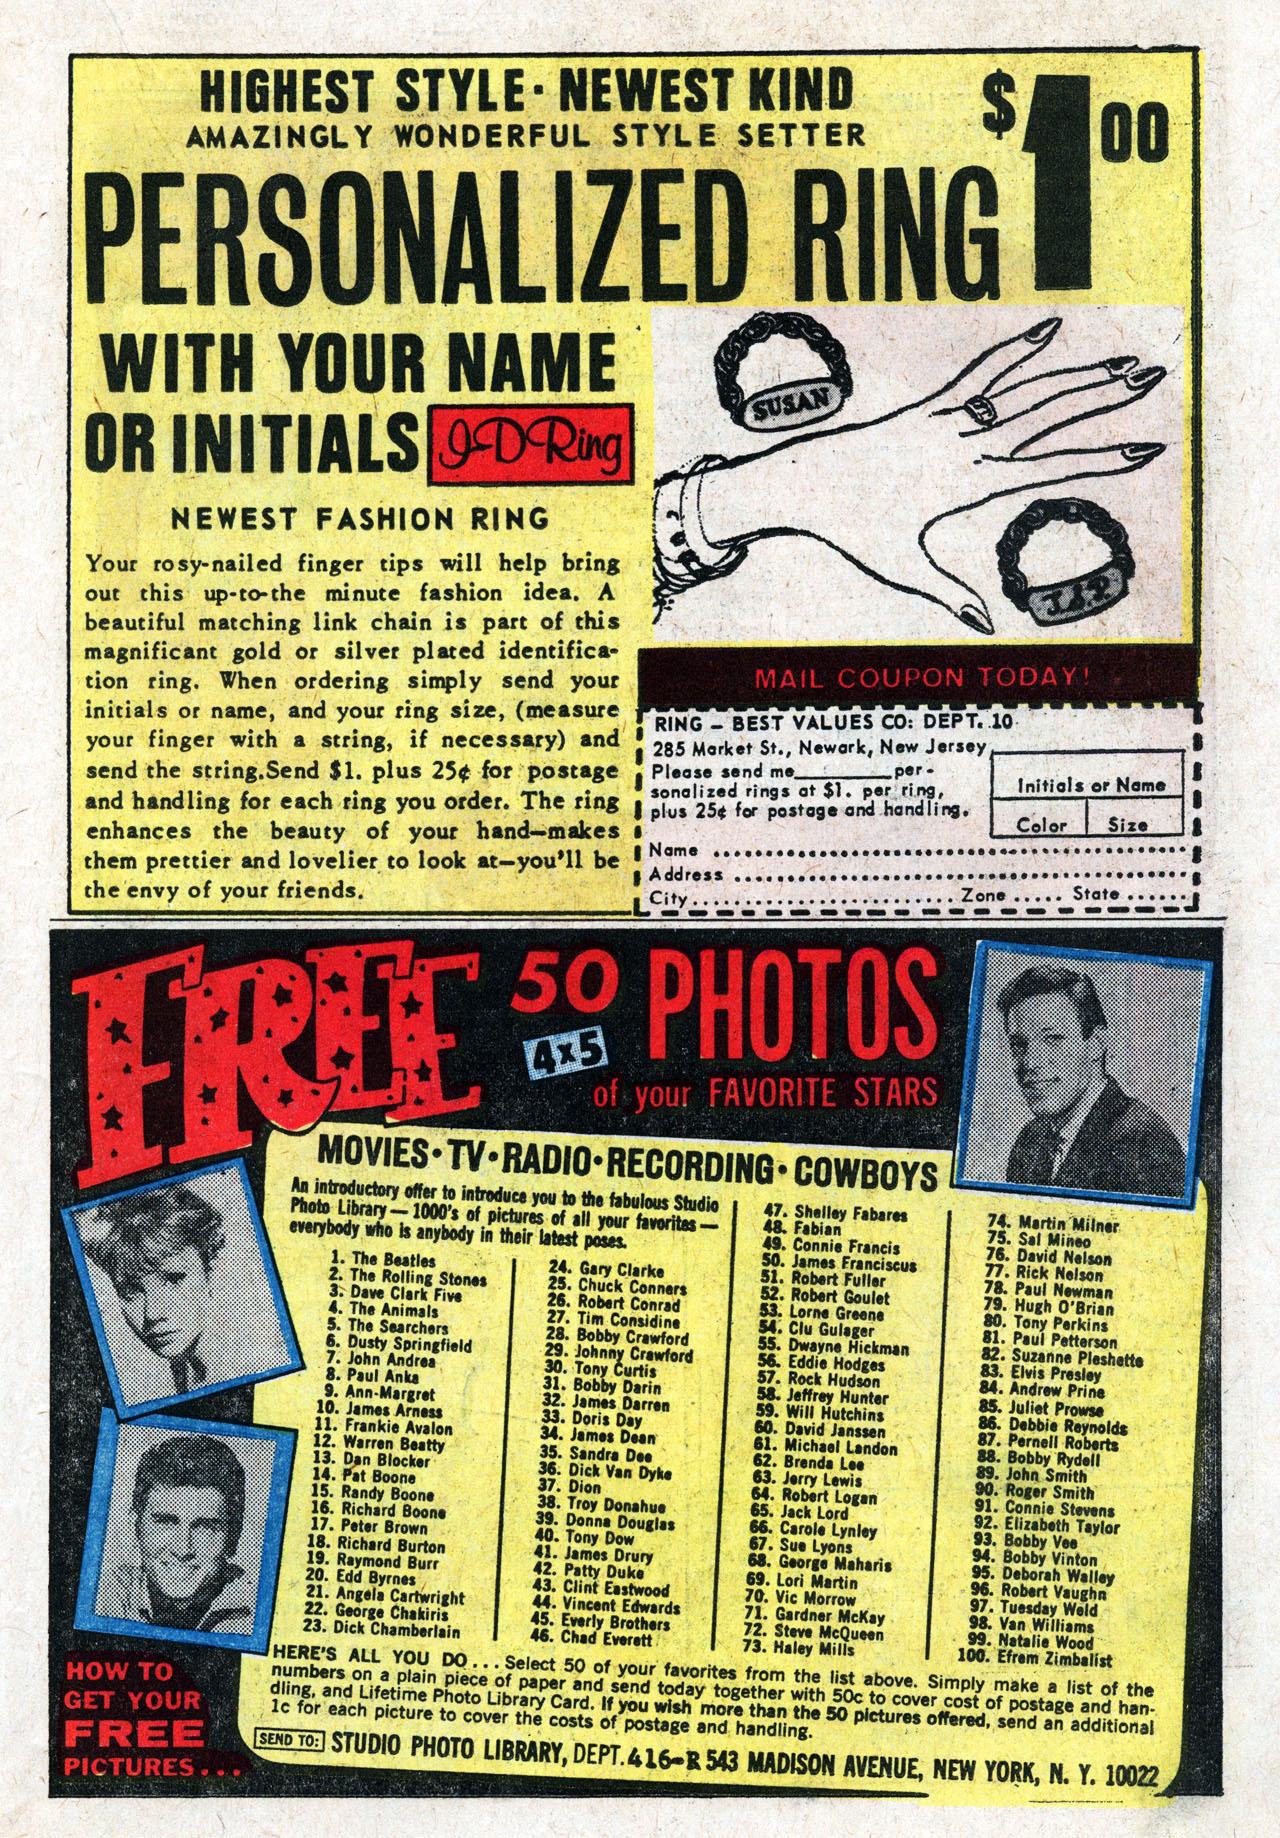 HIGHEST STYLE · NEWEST KIND
AMAZINGLY WONDERFUL STYLE SETTER
$1 00
PERSONALIZED RING
WITH YOUR NAME
OR INITIALS
I-D Ring
NEWEST FASHION RING
Your rosy-nailed finger tips will help bring
out this up-to-the minute fashion idea. A
beautiful matching link chain is part of this
magnificant gold or silver plated identifica-
tion ring. When ordering simply send your
initials or name, and your ring size, (measure
your finger with a string, if necessary) and
send the string.Send $1. plus 25¢ for postage
and handling for each ring you order. The ring
enhances the beauty of your hand—makes
them prettier and lovelier to look at—you'll be
the envy of your friends.
SUSAN
J.A.P.
MAIL COUPON TODAY!
RING — BEST VALUES CO: DEPT. 10
285 Market St., Newark, New Jersey
Please send me________per-
sonalized rings at $1. per ring,
plus 25¢ for postage and handling.
Initials or Name
Color Size
Name
Address
City Zone State
FREE 50 PHOTOS
4x5
of your FAVORITE STARS
MOVIES · TV · RADIO · RECORDING · COWBOYS
An introductory offer to introduce you to the fabulous Studio
Photo Library — 1000's of pictures of all your favorites —
everybody who is anybody in their latest poses.
1. The Beatles
2. The Rolling Stones
3. Dave Clark Five
4. The Animals
5. The Searchers
6. Dusty Springfield
7. John Andrea
8. Paul Anka
9. Ann-Margret
10. James Arness
11. Frankie Avalon
12. Warren Beatty
13. Dan Blocker
14. Pat Boone
15. Randy Boone
16. Richard Boone
17. Peter Brown
18. Richard Burton
19. Raymond Burr
20. Edd Byrnes
21. Angela Cartwright
22. George Chakiris
23. Dick Chamberlain
24. Gary Clarke
25. Chuck Conners
26. Robert Conrad
27. Tim Considine
28. Bobby Crawford
29. Johnny Crawford
30. Tony Curtis
31. Bobby Darin
32. James Darren
33. Doris Day
34. James Dean
35. Sandra Dee
36. Dick Van Dyke
37. Dion
38. Troy Donahue
39. Donna Douglas
40. Tony Dow
41. James Drury
42. Patty Duke
43. Clint Eastwood
44. Vincent Edwards
45. Everly Brothers
46. Chad Everett
47. Shelley Fabares
48. Fabian
49. Connie Francis
50. James Franciscus
51. Robert Fuller
52. Robert Goulet
53. Lorne Greene
54. Clu Gulager
55. Dwayne Hickman
56. Eddie Hodges
57. Rock Hudson
58. Jeffrey Hunter
59. Will Hutchins
60. David Janssen
61. Michael Landon
62. Brenda Lee
63. Jerry Lewis
64. Robert Logan
65. Jack Lord
66. Carole Lynley
67. Sue Lyons
68. George Maharis
69. Lori Martin
70. Vic Morrow
71. Gardner McKay
72. Steve McQueen
73. Haley Mills
74. Martin Milner
75. Sal Mineo
76. David Nelson
77. Rick Nelson
78. Paul Newman
79. Hugh O'Brian
80. Tony Perkins
81. Paul Petterson
82. Suzanne Pleshette
83. Elvis Presley
84. Andrew Prine
85. Juliet Prowse
86. Debbie Reynolds
87. Pernell Roberts
88. Bobby Rydell
89. John Smith
90. Roger Smith
91. Connie Stevens
92. Elizabeth Taylor
93. Bobby Vee
94. Bobby Vinton
95. Deborah Walley
96. Robert Vaughn
97. Tuesday Weld
98. Van Williams
99. Natalie Wood
100. Efrem Zimbalist
HOW TO
GET YOUR
FREE
PICTURES...
HERE'S ALL YOU DO ... Select 50 of your favorites from the list above. Simply make a list of the
numbers on a plain piece of paper and send today together with 50c to cover cost of postage and han-
dling, and Lifetime Photo Library Card. If you wish more than the 50 pictures offered, send an additional
1c for each picture to cover the costs of postage and handling.
SEND TO: STUDIO PHOTO LIBRARY, DEPT. 416-R 543 MADISON AVENUE, NEW YORK, N. Y. 10022